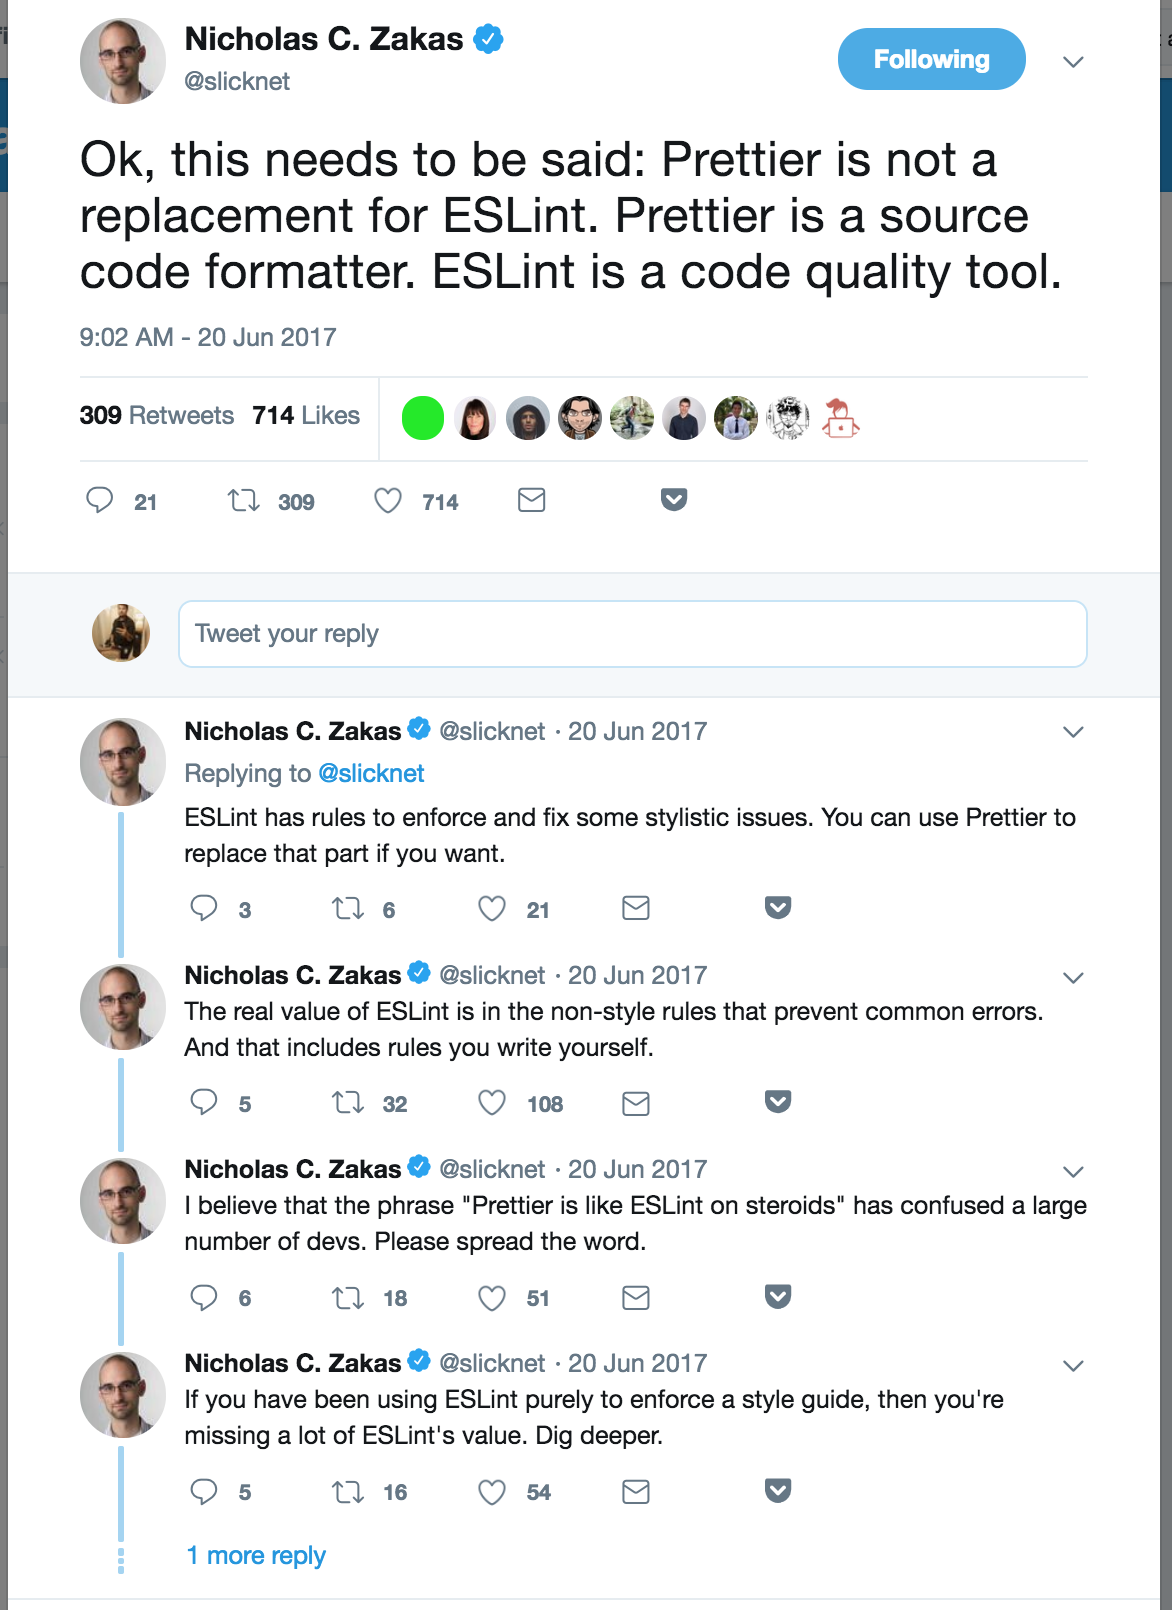 Nicholas C. Zakas
@slicknet
Following
Ok, this needs to be said: Prettier is not a
replacement for ESLint. Prettier is a source
code formatter. ESLint is a code quality tool.
9:02 AM - 20 Jun 2017
309 Retweets 714 Likes
21 309 714
Tweet your reply
Nicholas C. Zakas @slicknet · 20 Jun 2017
Replying to @slicknet
ESLint has rules to enforce and fix some stylistic issues. You can use Prettier to
replace that part if you want.
3 6 21
Nicholas C. Zakas @slicknet · 20 Jun 2017
The real value of ESLint is in the non-style rules that prevent common errors.
And that includes rules you write yourself.
5 32 108
Nicholas C. Zakas @slicknet · 20 Jun 2017
I believe that the phrase "Prettier is like ESLint on steroids" has confused a large
number of devs. Please spread the word.
6 18 51
Nicholas C. Zakas @slicknet · 20 Jun 2017
If you have been using ESLint purely to enforce a style guide, then you're
missing a lot of ESLint's value. Dig deeper.
5 16 54
1 more reply